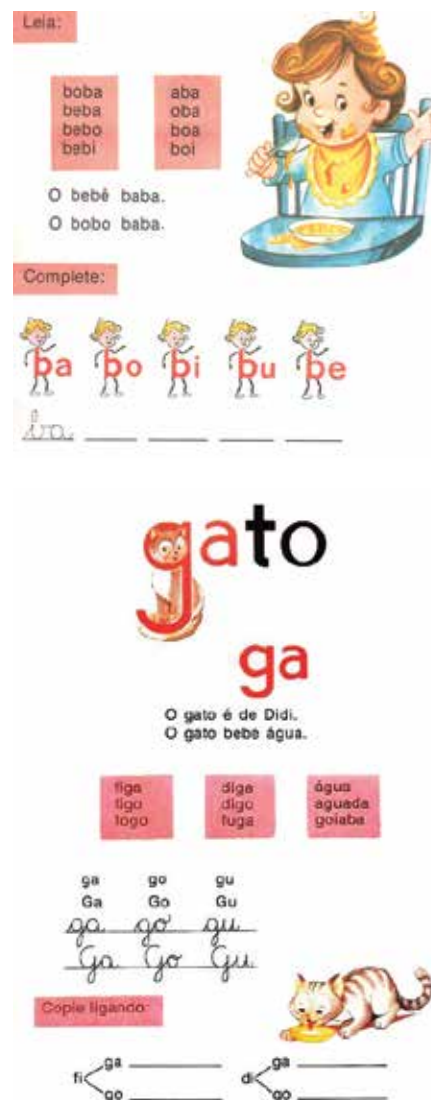 Leia:
boba aba
beba oba
bebo boa
bebi boi
O bebê baba.
O bobo baba.
Complete:
ba bo bi bu be
ba
gato
ga
O gato é de Didi.
O gato bebe água.
figa diga água
figo digo aguada
fogo fuga goiaba
ga go gu
Ga Go Gu
ga go gu
Ga Go Gu
Copie ligando:
fi ga di ga
go go